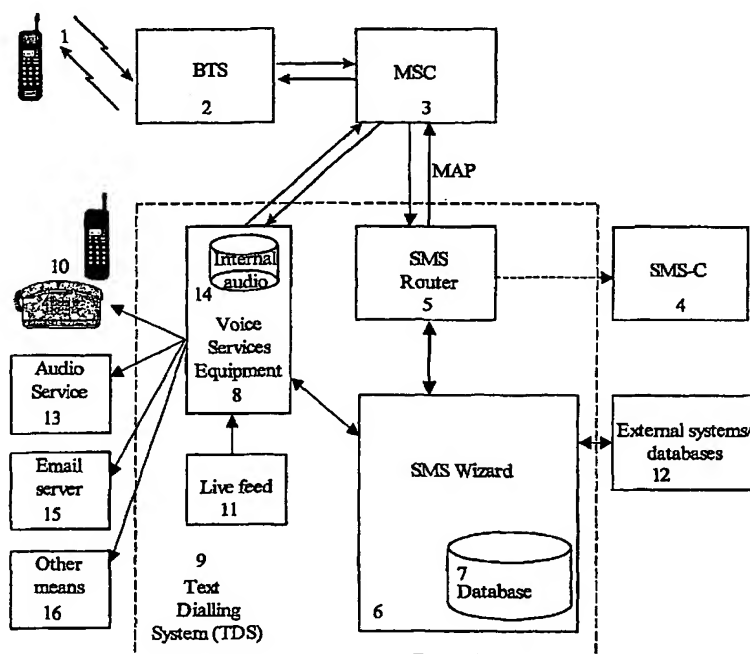 1
BTS
2
MSC
3
MAP
10
14
Internal
audio
Voice
Services
Equipment
8
SMS
Router
5
SMS-C
4
Audio
Service
13
Email
server
15
Other
means
16
Live feed
11
SMS Wizard
7
Database
6
External systems/
databases
12
9
Text
Dialling
System (TDS)